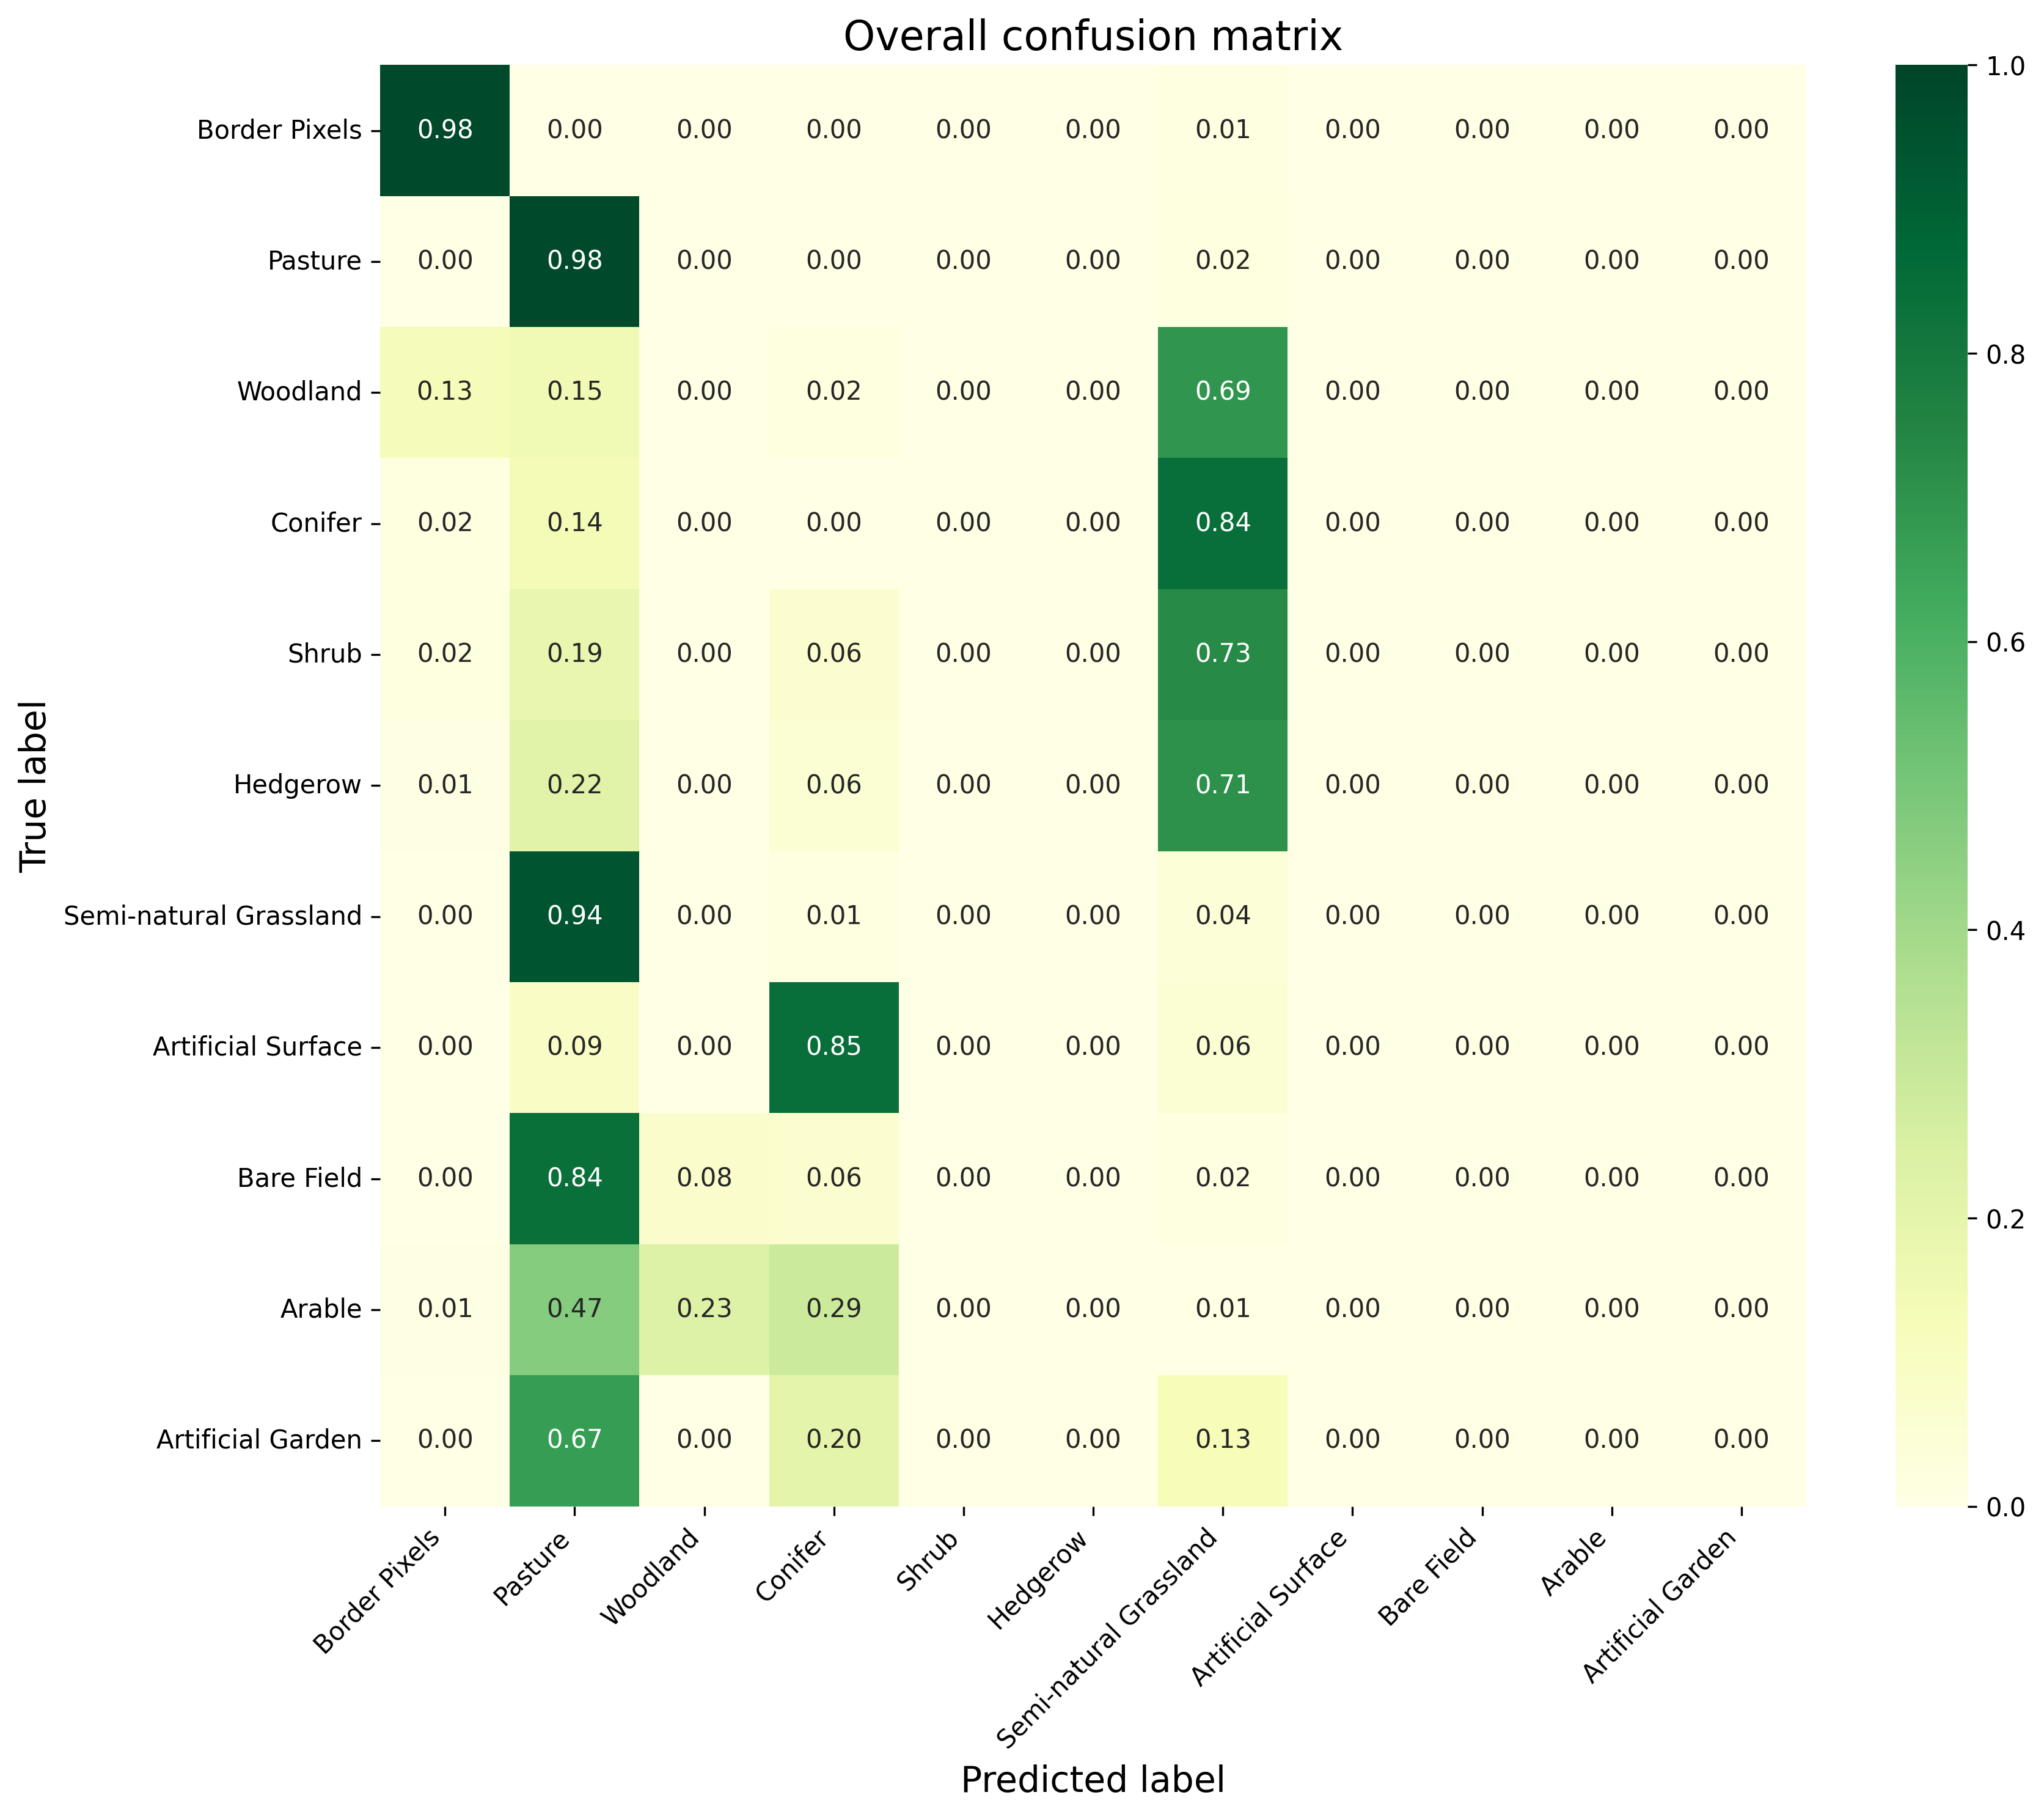 Overall confusion matrix
Border Pixels 0.98 0.00 0.00 0.00 0.00 0.00 0.01 0.00 0.00 0.00 0.00
Pasture 0.00 0.98 0.00 0.00 0.00 0.00 0.02 0.00 0.00 0.00 0.00
Woodland 0.13 0.15 0.00 0.02 0.00 0.00 0.69 0.00 0.00 0.00 0.00
Conifer 0.02 0.14 0.00 0.00 0.00 0.00 0.84 0.00 0.00 0.00 0.00
Shrub 0.02 0.19 0.00 0.06 0.00 0.00 0.73 0.00 0.00 0.00 0.00
Hedgerow 0.01 0.22 0.00 0.06 0.00 0.00 0.71 0.00 0.00 0.00 0.00
Semi-natural Grassland 0.00 0.94 0.00 0.01 0.00 0.00 0.04 0.00 0.00 0.00 0.00
Artificial Surface 0.00 0.09 0.00 0.85 0.00 0.00 0.06 0.00 0.00 0.00 0.00
Bare Field 0.00 0.84 0.08 0.06 0.00 0.00 0.02 0.00 0.00 0.00 0.00
Arable 0.01 0.47 0.23 0.29 0.00 0.00 0.01 0.00 0.00 0.00 0.00
Artificial Garden 0.00 0.67 0.00 0.20 0.00 0.00 0.13 0.00 0.00 0.00 0.00
True label
Border Pixels
Pasture
Woodland
Conifer
Shrub
Hedgerow
Semi-natural Grassland
Artificial Surface
Bare Field
Arable
Artificial Garden
Predicted label
1.0
0.8
0.6
0.4
0.2
0.0